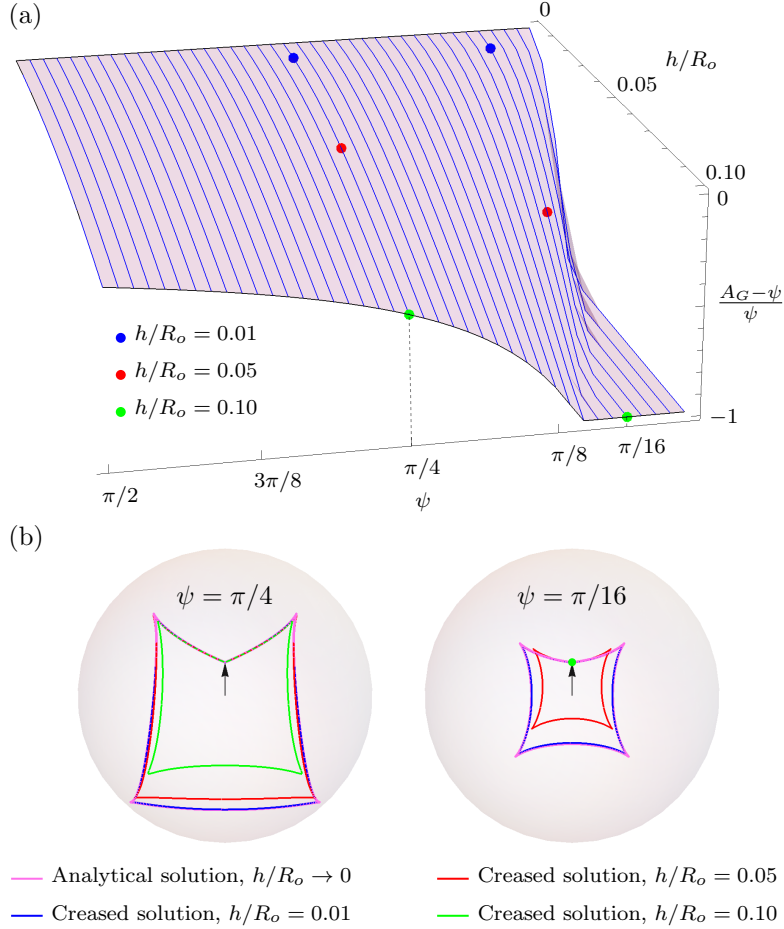 (a)
0
h/R_o
0.05
0.10
0
A_G−ψ
ψ
−1
h/R_o = 0.01
h/R_o = 0.05
h/R_o = 0.10
π/2
3π/8
π/4
π/8
π/16
ψ
(b)
ψ = π/4
ψ = π/16
Analytical solution, h/R_o → 0
Creased solution, h/R_o = 0.01
Creased solution, h/R_o = 0.05
Creased solution, h/R_o = 0.10